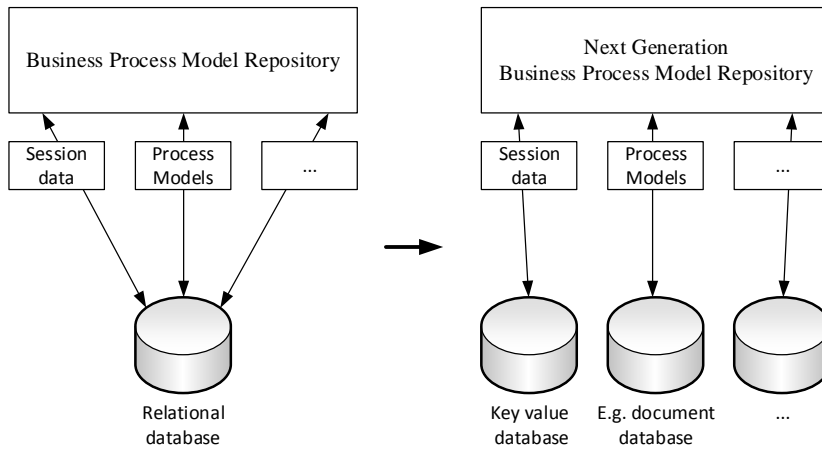 Business Process Model Repository
Session
data
Process
Models
...
Relational
database
Next Generation
Business Process Model Repository
Session
data
Process
Models
...
Key value
database
E.g. document
database
...